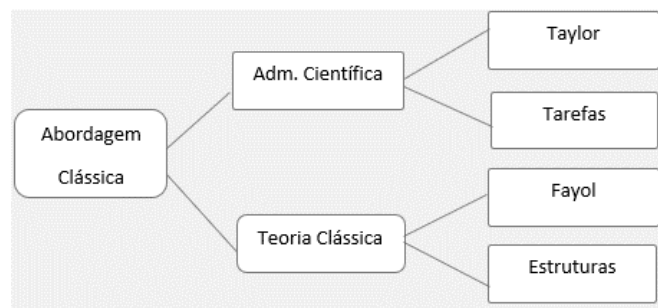 Abordagem
Clássica
Adm. Científica
Taylor
Tarefas
Teoria Clássica
Fayol
Estruturas